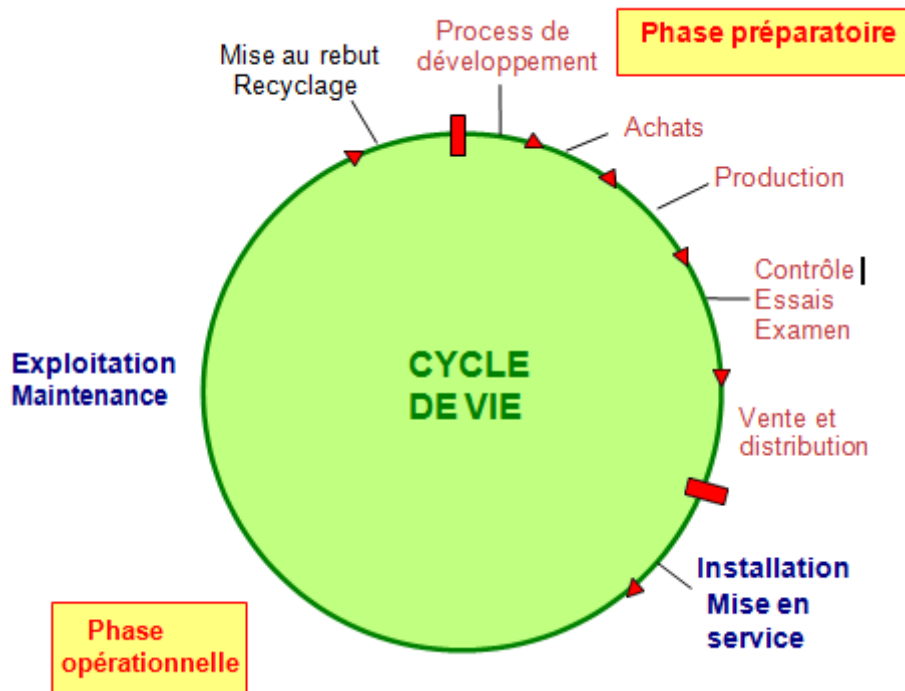 Phase préparatoire
Process de
développement
Mise au rebut
Recyclage
Achats
Production
Contrôle
Essais
Examen
CYCLE
DE VIE
Exploitation
Maintenance
Vente et
distribution
Installation
Mise en
service
Phase
opérationnelle